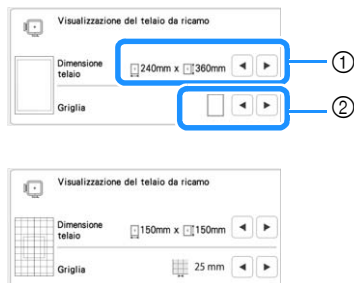 Visualizzazione del telaio da ricamo
Dimensione telaio 240mm x 360mm ①
Griglia ②
Visualizzazione del telaio da ricamo
Dimensione telaio 150mm x 150mm
Griglia 25 mm